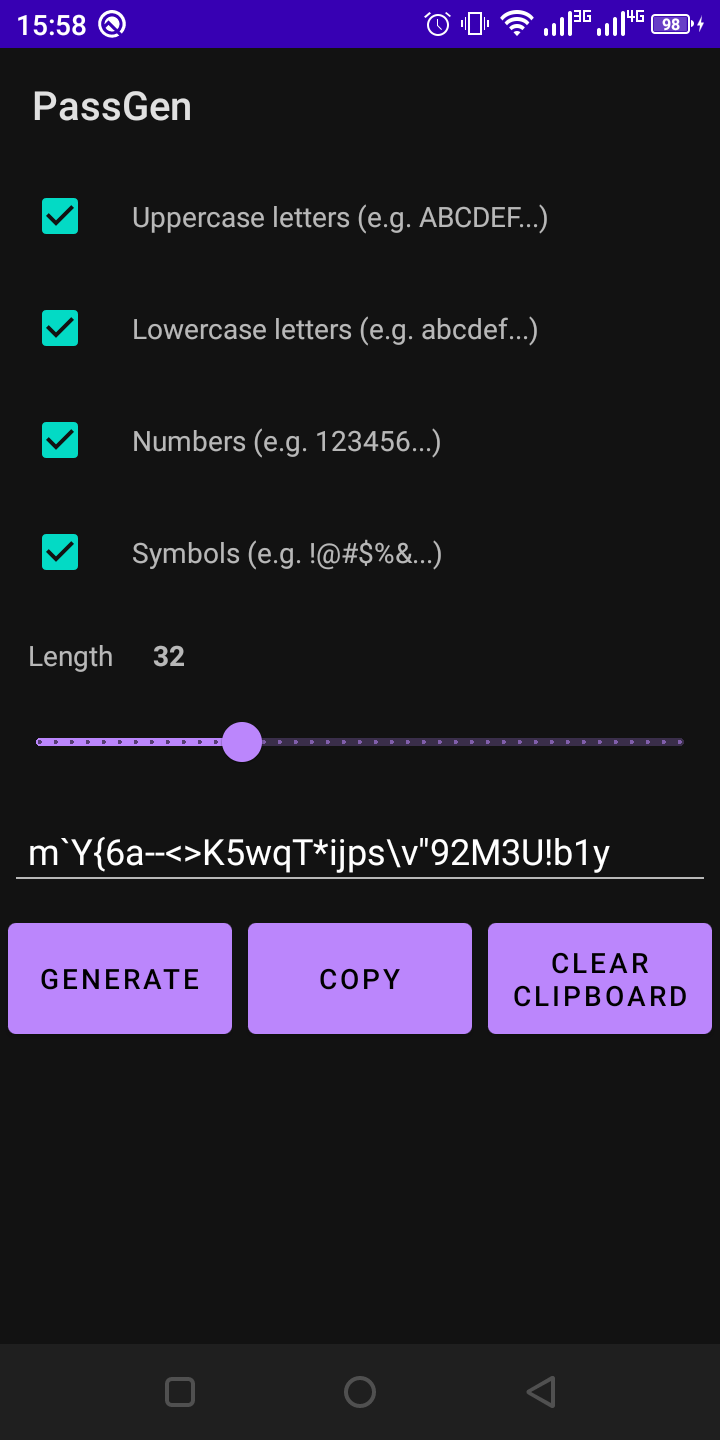 15:58 3G 4G 98
PassGen
Uppercase letters (e.g. ABCDEF...)
Lowercase letters (e.g. abcdef...)
Numbers (e.g. 123456...)
Symbols (e.g. !@#$%&...)
Length 32
m`Y{6a--<>K5wqT*ijps\v"92M3U!b1y
GENERATE COPY CLEAR
CLIPBOARD